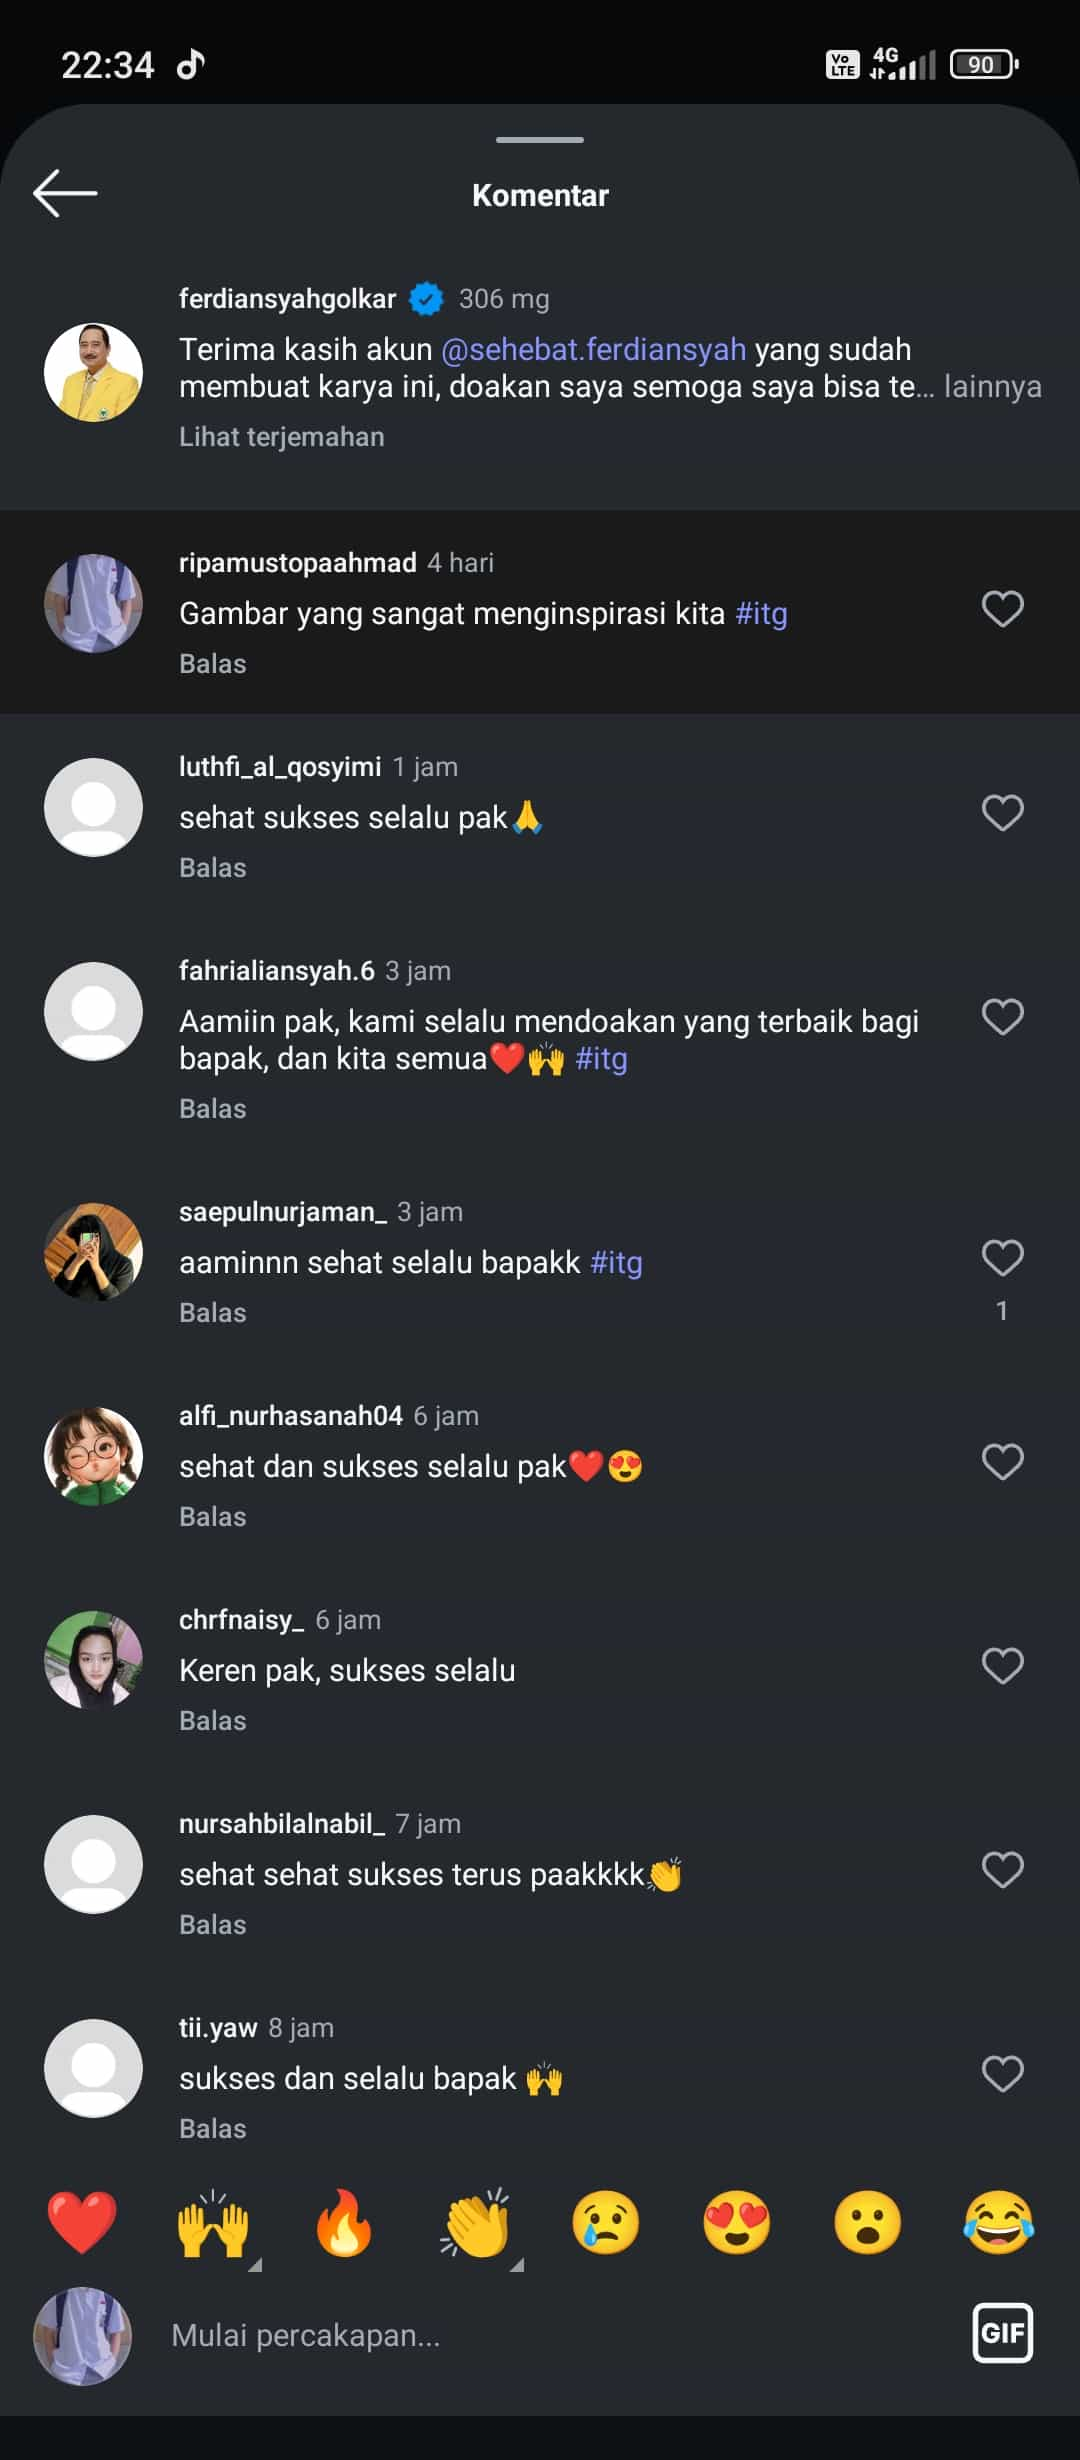 22:34
Vo LTE 4G 90
Komentar
ferdiansyahgolkar 306 mg
Terima kasih akun @sehebat.ferdiansyah yang sudah
membuat karya ini, doakan saya semoga saya bisa te... lainnya
Lihat terjemahan
ripamustopaahmad 4 hari
Gambar yang sangat menginspirasi kita #itg
Balas
luthfi_al_qosyimi 1 jam
sehat sukses selalu pak🙏
Balas
fahrialiansyah.6 3 jam
Aamiin pak, kami selalu mendoakan yang terbaik bagi
bapak, dan kita semua❤️🙌 #itg
Balas
saepulnurjaman_ 3 jam
aaminnn sehat selalu bapakk #itg
1
Balas
alfi_nurhasanah04 6 jam
sehat dan sukses selalu pak❤️😍
Balas
chrfnaisy_ 6 jam
Keren pak, sukses selalu
Balas
nursahbilalnabil_ 7 jam
sehat sehat sukses terus paakkkk👏
Balas
tii.yaw 8 jam
sukses dan selalu bapak 🙌
Balas
❤️🙌🔥👏😢😍😮😂
Mulai percakapan...
GIF